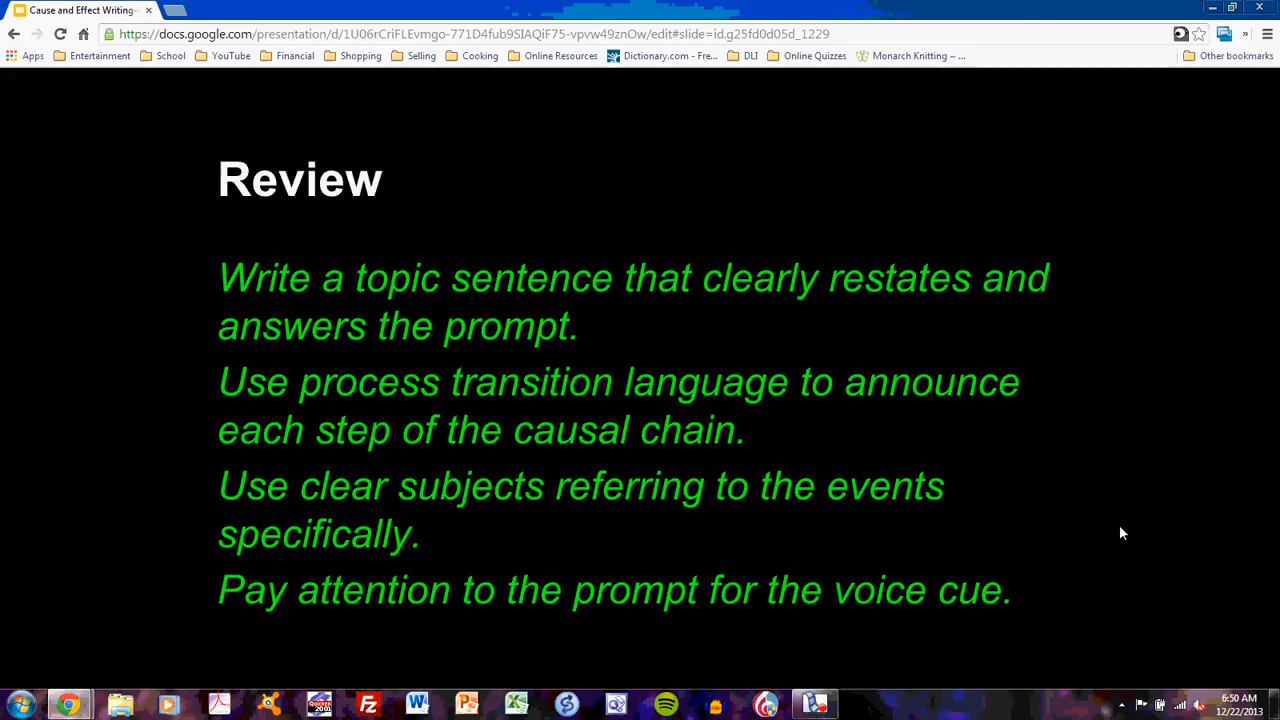 Cause and Effect Writing-
https://docs.google.com/presentation/d/1U06rCriFLEvmgo-771DPfub93SRQiF75-vpvw49znOw/edit#slide=id.g25fd0d05d_1229
Apps Entertainment School YouTube Financial Shopping Selling Cooking Online Resources Dictionary.com - Fre... DLI Online Quizzes Monarch Knitting ~ ... Other bookmarks
Review
Write a topic sentence that clearly restates and
answers the prompt.
Use process transition language to announce
each step of the causal chain.
Use clear subjects referring to the events
specifically.
Pay attention to the prompt for the voice cue.
6:50 AM
12/22/2013